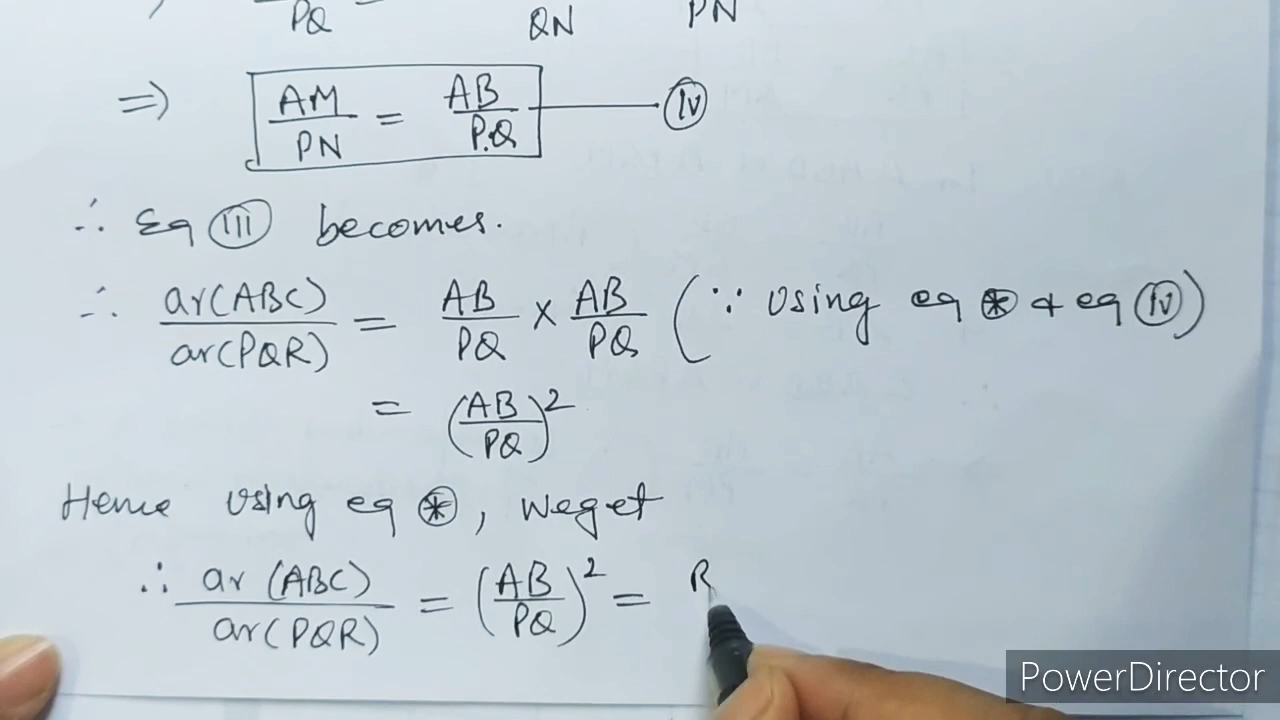 PQ QN PN
⇒ AM/PN = AB/P.Q — (IV)
∴ Eq (III) becomes.
∴ ar(ABC)/ar(PQR) = AB/PQ × AB/PQ (∵ using eq ⊛ & eq (IV))
= (AB/PQ)²
Hence using eq ⊛, we get
∴ ar (ABC)/ar(PQR) = (AB/PQ)² =
PowerDirector